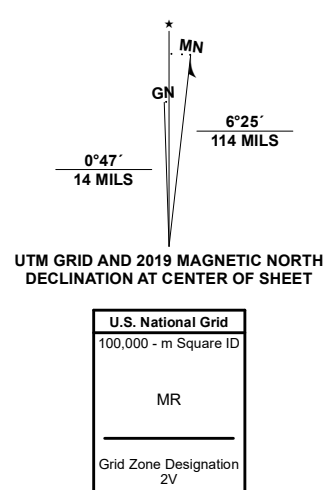 MN
GN
6°25´
114 MILS
0°47´
14 MILS
UTM GRID AND 2019 MAGNETIC NORTH
DECLINATION AT CENTER OF SHEET
U.S. National Grid
100,000 - m Square ID
MR
Grid Zone Designation
2V